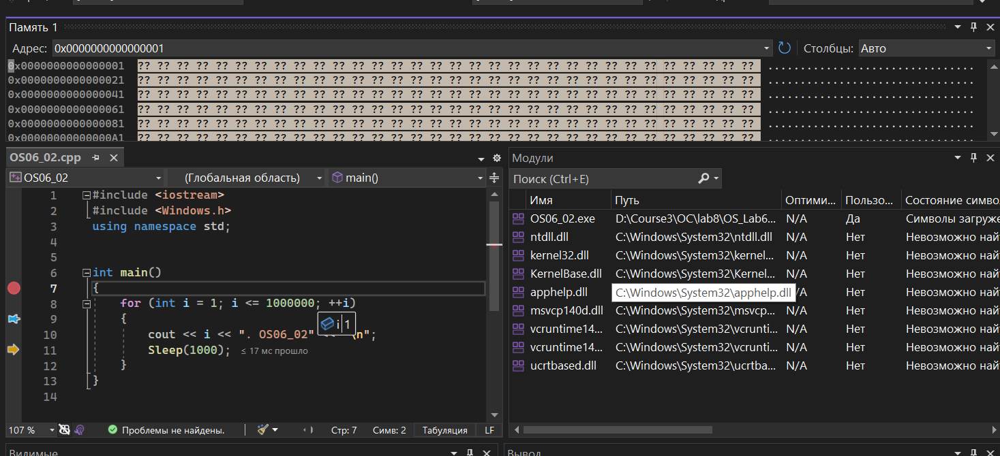 Память 1
Адрес: 0x0000000000000001
Столбцы: Авто
0x0000000000000001 ?? ?? ?? ?? ?? ?? ?? ?? ?? ?? ?? ?? ?? ?? ?? ?? ?? ?? ?? ?? ?? ?? ?? ?? ?? ?? ?? ?? ?? ?? ?? ?? ................................
0x0000000000000021 ?? ?? ?? ?? ?? ?? ?? ?? ?? ?? ?? ?? ?? ?? ?? ?? ?? ?? ?? ?? ?? ?? ?? ?? ?? ?? ?? ?? ?? ?? ?? ?? ................................
0x0000000000000041 ?? ?? ?? ?? ?? ?? ?? ?? ?? ?? ?? ?? ?? ?? ?? ?? ?? ?? ?? ?? ?? ?? ?? ?? ?? ?? ?? ?? ?? ?? ?? ?? ................................
0x0000000000000061 ?? ?? ?? ?? ?? ?? ?? ?? ?? ?? ?? ?? ?? ?? ?? ?? ?? ?? ?? ?? ?? ?? ?? ?? ?? ?? ?? ?? ?? ?? ?? ?? ................................
0x0000000000000081 ?? ?? ?? ?? ?? ?? ?? ?? ?? ?? ?? ?? ?? ?? ?? ?? ?? ?? ?? ?? ?? ?? ?? ?? ?? ?? ?? ?? ?? ?? ?? ?? ................................
0x00000000000000A1 ?? ?? ?? ?? ?? ?? ?? ?? ?? ?? ?? ?? ?? ?? ?? ?? ?? ?? ?? ?? ?? ?? ?? ?? ?? ?? ?? ?? ?? ?? ?? ?? ................................
OS06_02.cpp
OS06_02 (Глобальная область) main()
1 #include <iostream>
2 #include <Windows.h>
3 using namespace std;
4
5
6 int main()
7 {
8 for (int i = 1; i <= 1000000; ++i)
9 {
i 1
10 cout << i << ". OS06_02" << "\n";
11 Sleep(1000); ≤ 17 мс прошло
12 }
13 }
14
107 % Проблемы не найдены. Стр: 7 Симв: 2 Табуляция LF
Модули
Поиск (Ctrl+E)
Имя Путь Оптими... Пользо... Состояние симво
OS06_02.exe D:\Course3\OC\lab8\OS_Lab6... N/A Да Символы загруже
ntdll.dll C:\Windows\System32\ntdll.dll N/A Нет Невозможно най
kernel32.dll C:\Windows\System32\kernel... N/A Нет Невозможно най
KernelBase.dll C:\Windows\System32\Kernel... N/A Нет Невозможно най
apphelp.dll C:\Windows\System32\apphelp.dll /A Нет Невозможно най
msvcp140d.dll C:\Windows\System32\msvcp... N/A Нет Невозможно най
vcruntime14... C:\Windows\System32\vcrunti... N/A Нет Невозможно най
vcruntime14... C:\Windows\System32\vcrunti... N/A Нет Невозможно най
ucrtbased.dll C:\Windows\System32\ucrtba... N/A Нет Невозможно най
Видимые
Вывод